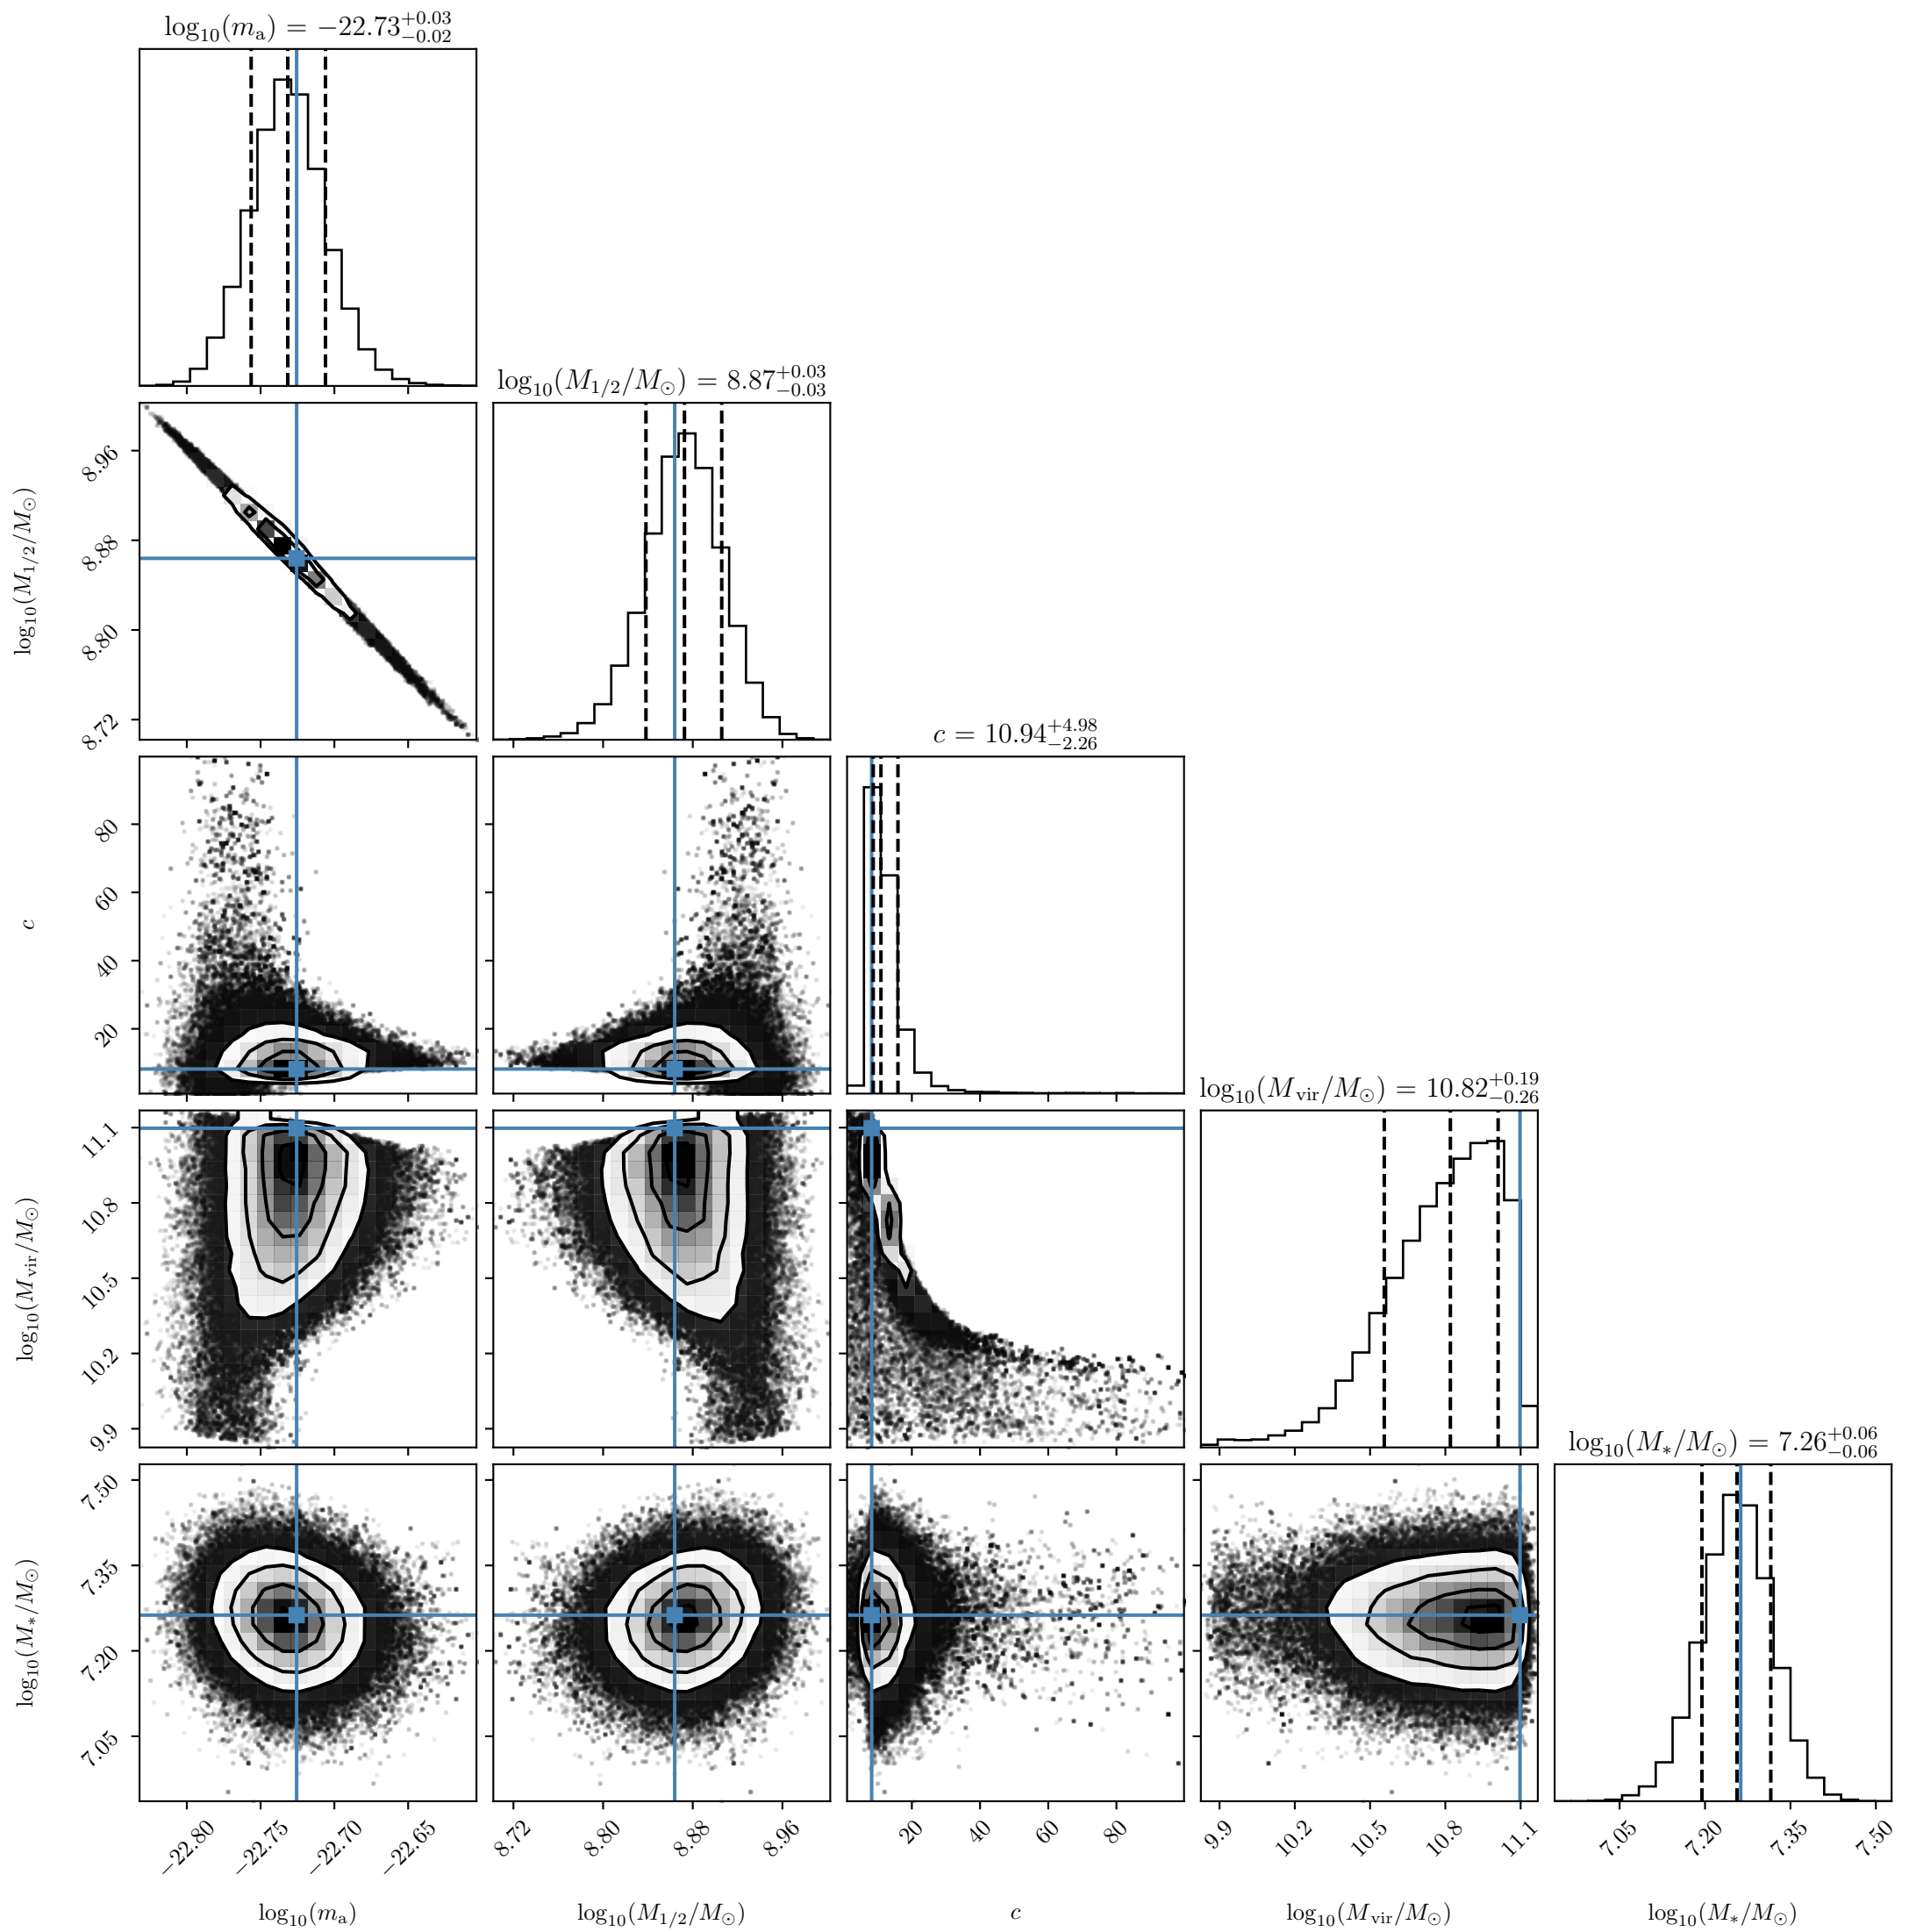 log₁₀(mₐ) = −22.73⁺⁰·⁰³₋₀.₀₂
log₁₀(M₁/₂/M⊙) = 8.87⁺⁰·⁰³₋₀.₀₃
8.96
8.88
8.80
8.72
log₁₀(M₁/₂/M⊙)
c = 10.94⁺⁴·⁹⁸₋₂.₂₆
80
60
40
20
c
log₁₀(Mᵥᵢᵣ/M⊙) = 10.82⁺⁰·¹⁹₋₀.₂₆
11.1
10.8
10.5
10.2
9.9
log₁₀(Mᵥᵢᵣ/M⊙)
log₁₀(M∗/M⊙) = 7.26⁺⁰·⁰⁶₋₀.₀₆
7.50
7.35
7.20
7.05
log₁₀(M∗/M⊙)
−22.80 −22.75 −22.70 −22.65 8.72 8.80 8.88 8.96 20 40 60 80 9.9 10.2 10.5 10.8 11.1 7.05 7.20 7.35 7.50
log₁₀(mₐ) log₁₀(M₁/₂/M⊙) c log₁₀(Mᵥᵢᵣ/M⊙) log₁₀(M∗/M⊙)